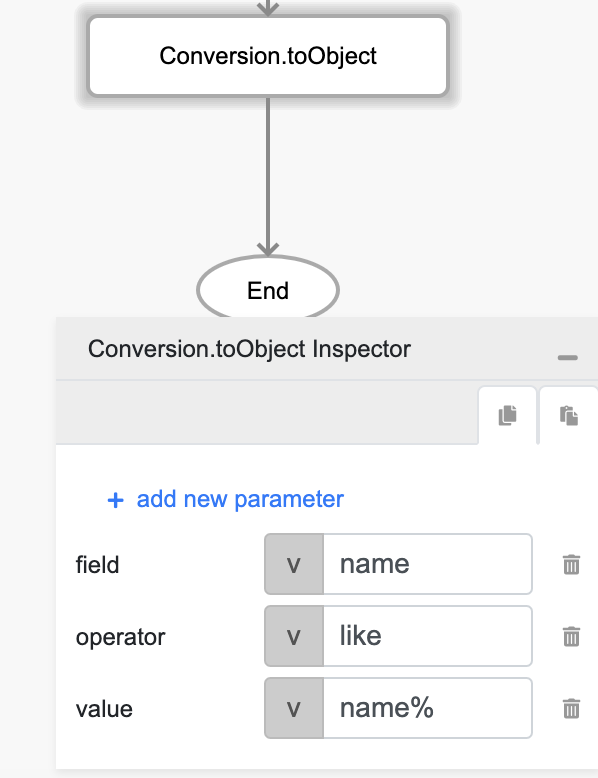 Conversion.toObject
End
Conversion.toObject Inspector
+ add new parameter
field v name
operator v like
value v name%